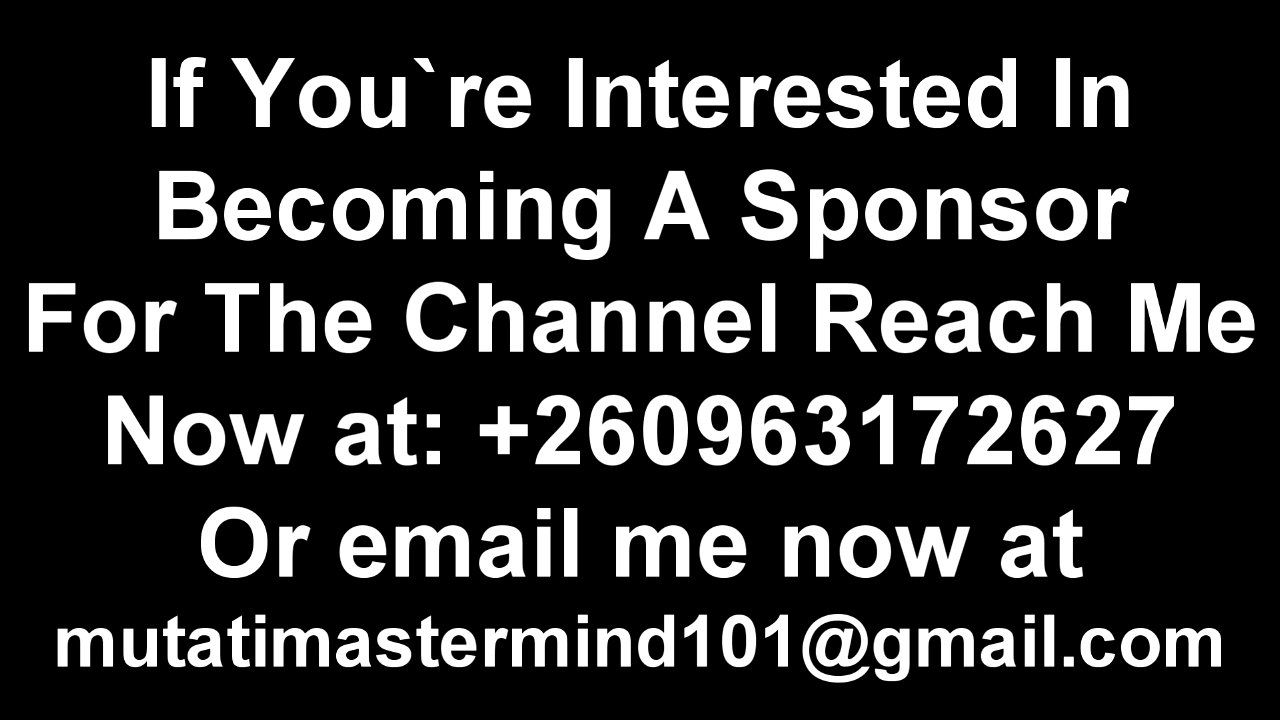 If You`re Interested In
Becoming A Sponsor
For The Channel Reach Me
Now at: +260963172627
Or email me now at
mutatimastermind101@gmail.com